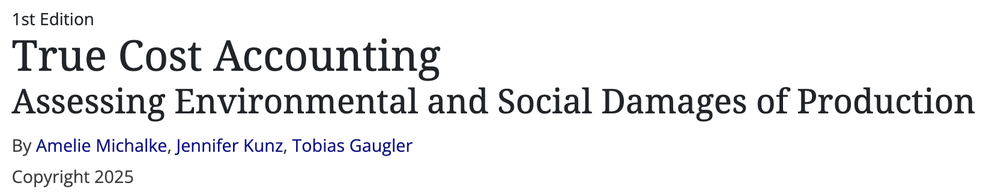 1st Edition
True Cost Accounting
Assessing Environmental and Social Damages of Production
By Amelie Michalke, Jennifer Kunz, Tobias Gaugler
Copyright 2025